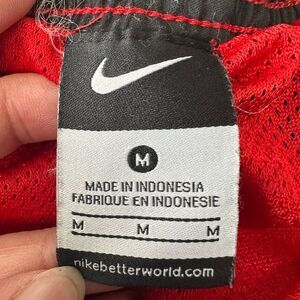 M
MADE IN INDONESIA
FABRIQUE EN INDONESIE
M M M
nikebetterworld.com